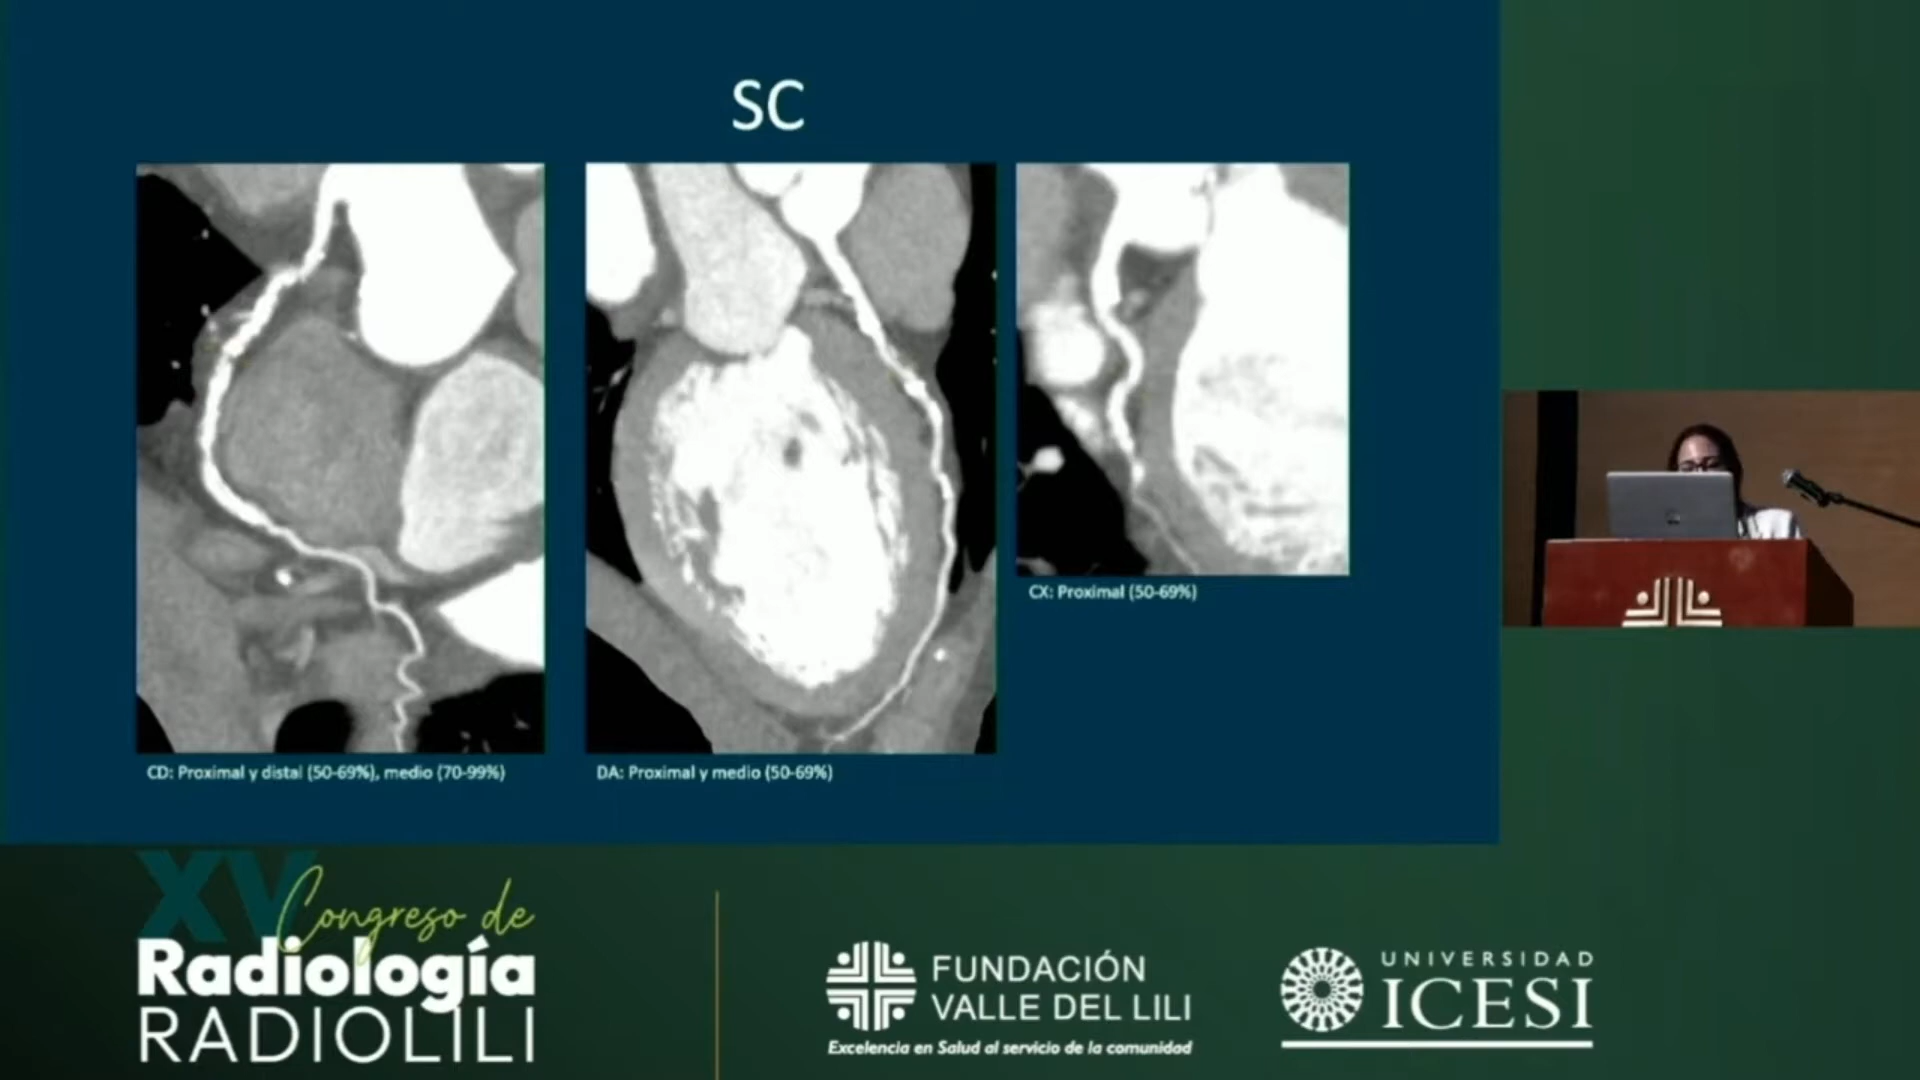 SC
CD: Proximal y distal (50-69%), medio (70-99%)
DA: Proximal y medio (50-69%)
CX: Proximal (50-69%)
XV Congreso de
Radiología
RADIOLILI
FUNDACIÓN
VALLE DEL LILI
Excelencia en Salud al servicio de la comunidad
UNIVERSIDAD
ICESI